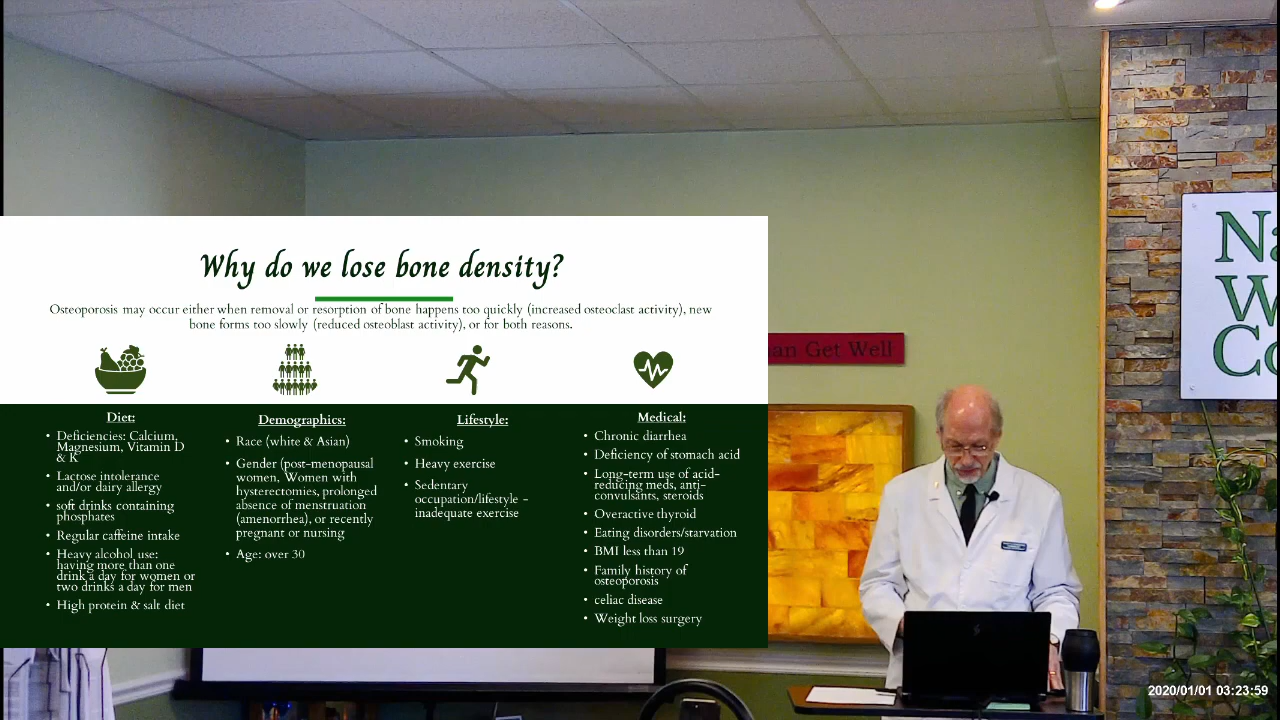 Why do we lose bone density?
Osteoporosis may occur either when removal or resorption of bone happens too quickly (increased osteoclast activity), new
bone forms too slowly (reduced osteoblast activity), or for both reasons.
Diet:
• Deficiencies: Calcium,
Magnesium, Vitamin D
& K
• Lactose intolerance
and/or dairy allergy
• soft drinks containing
phosphates
• Regular caffeine intake
• Heavy alcohol use:
having more than one
drink a day for women or
two drinks a day for men
• High protein & salt diet
Demographics:
• Race (white & Asian)
• Gender (post-menopausal
women, Women with
hysterectomies, prolonged
absence of menstruation
(amenorrhea), or recently
pregnant or nursing
• Age: over 30
Lifestyle:
• Smoking
• Heavy exercise
• Sedentary
occupation/lifestyle -
inadequate exercise
Medical:
• Chronic diarrhea
• Deficiency of stomach acid
• Long-term use of acid-
reducing meds, anti-
convulsants, steroids
• Overactive thyroid
• Eating disorders/starvation
• BMI less than 19
• Family history of
osteoporosis
• celiac disease
• Weight loss surgery
an Get Well
Na
W
Co
2020/01/01 03:23:59